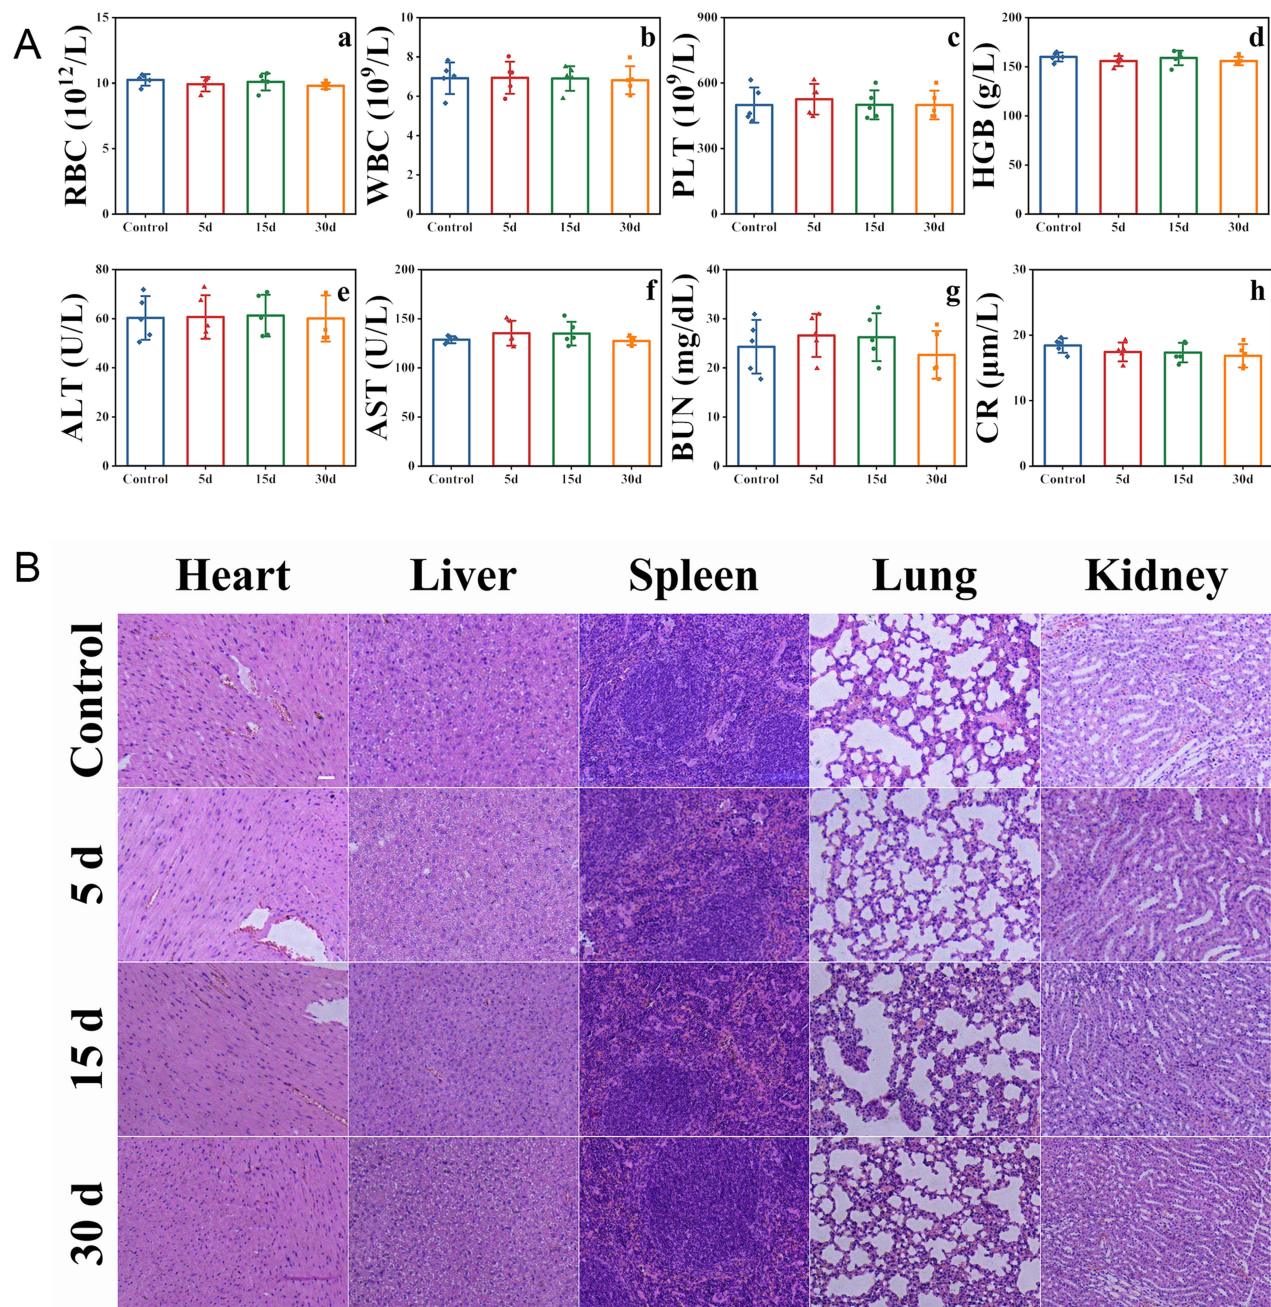 A
a
RBC (10¹²/L)
15
10
5
0
Control 5d 15d 30d
b
WBC (10⁹/L)
10
8
6
4
2
0
Control 5d 15d 30d
c
PLT (10⁹/L)
900
600
300
0
Control 5d 15d 30d
d
HGB (g/L)
200
150
100
50
0
Control 5d 15d 30d
e
ALT (U/L)
80
60
40
20
0
Control 5d 15d 30d
f
AST (U/L)
200
150
100
50
0
Control 5d 15d 30d
g
BUN (mg/dL)
40
30
20
10
0
Control 5d 15d 30d
h
CR (μm/L)
30
20
10
0
Control 5d 15d 30d
B
Heart Liver Spleen Lung Kidney
Control
5 d
15 d
30 d